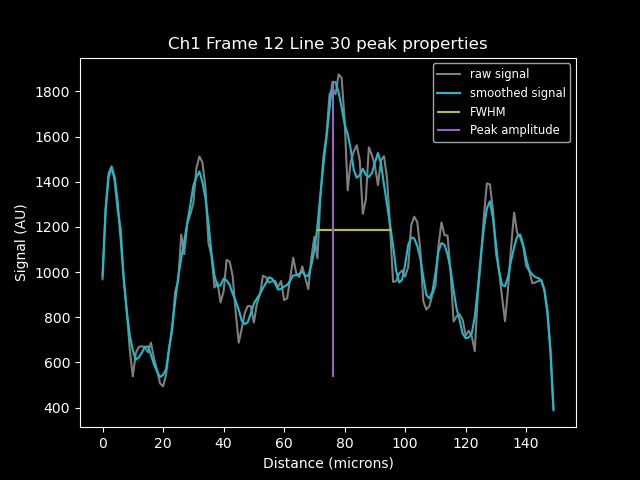 Ch1 Frame 12 Line 30 peak properties
raw signal
smoothed signal
FWHM
Peak amplitude
Signal (AU)
1800
1600
1400
1200
1000
800
600
400
0 20 40 60 80 100 120 140
Distance (microns)